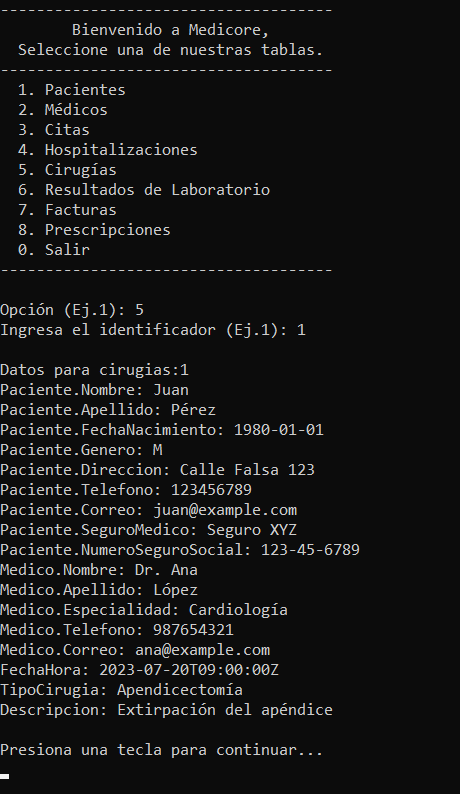 -------------------------------------
Bienvenido a Medicore,
Seleccione una de nuestras tablas.
-------------------------------------
1. Pacientes
2. Médicos
3. Citas
4. Hospitalizaciones
5. Cirugías
6. Resultados de Laboratorio
7. Facturas
8. Prescripciones
0. Salir
-------------------------------------
Opción (Ej.1): 5
Ingresa el identificador (Ej.1): 1
Datos para cirugias:1
Paciente.Nombre: Juan
Paciente.Apellido: Pérez
Paciente.FechaNacimiento: 1980-01-01
Paciente.Genero: M
Paciente.Direccion: Calle Falsa 123
Paciente.Telefono: 123456789
Paciente.Correo: juan@example.com
Paciente.SeguroMedico: Seguro XYZ
Paciente.NumeroSeguroSocial: 123-45-6789
Medico.Nombre: Dr. Ana
Medico.Apellido: López
Medico.Especialidad: Cardiología
Medico.Telefono: 987654321
Medico.Correo: ana@example.com
FechaHora: 2023-07-20T09:00:00Z
TipoCirugia: Apendicectomía
Descripcion: Extirpación del apéndice
Presiona una tecla para continuar...